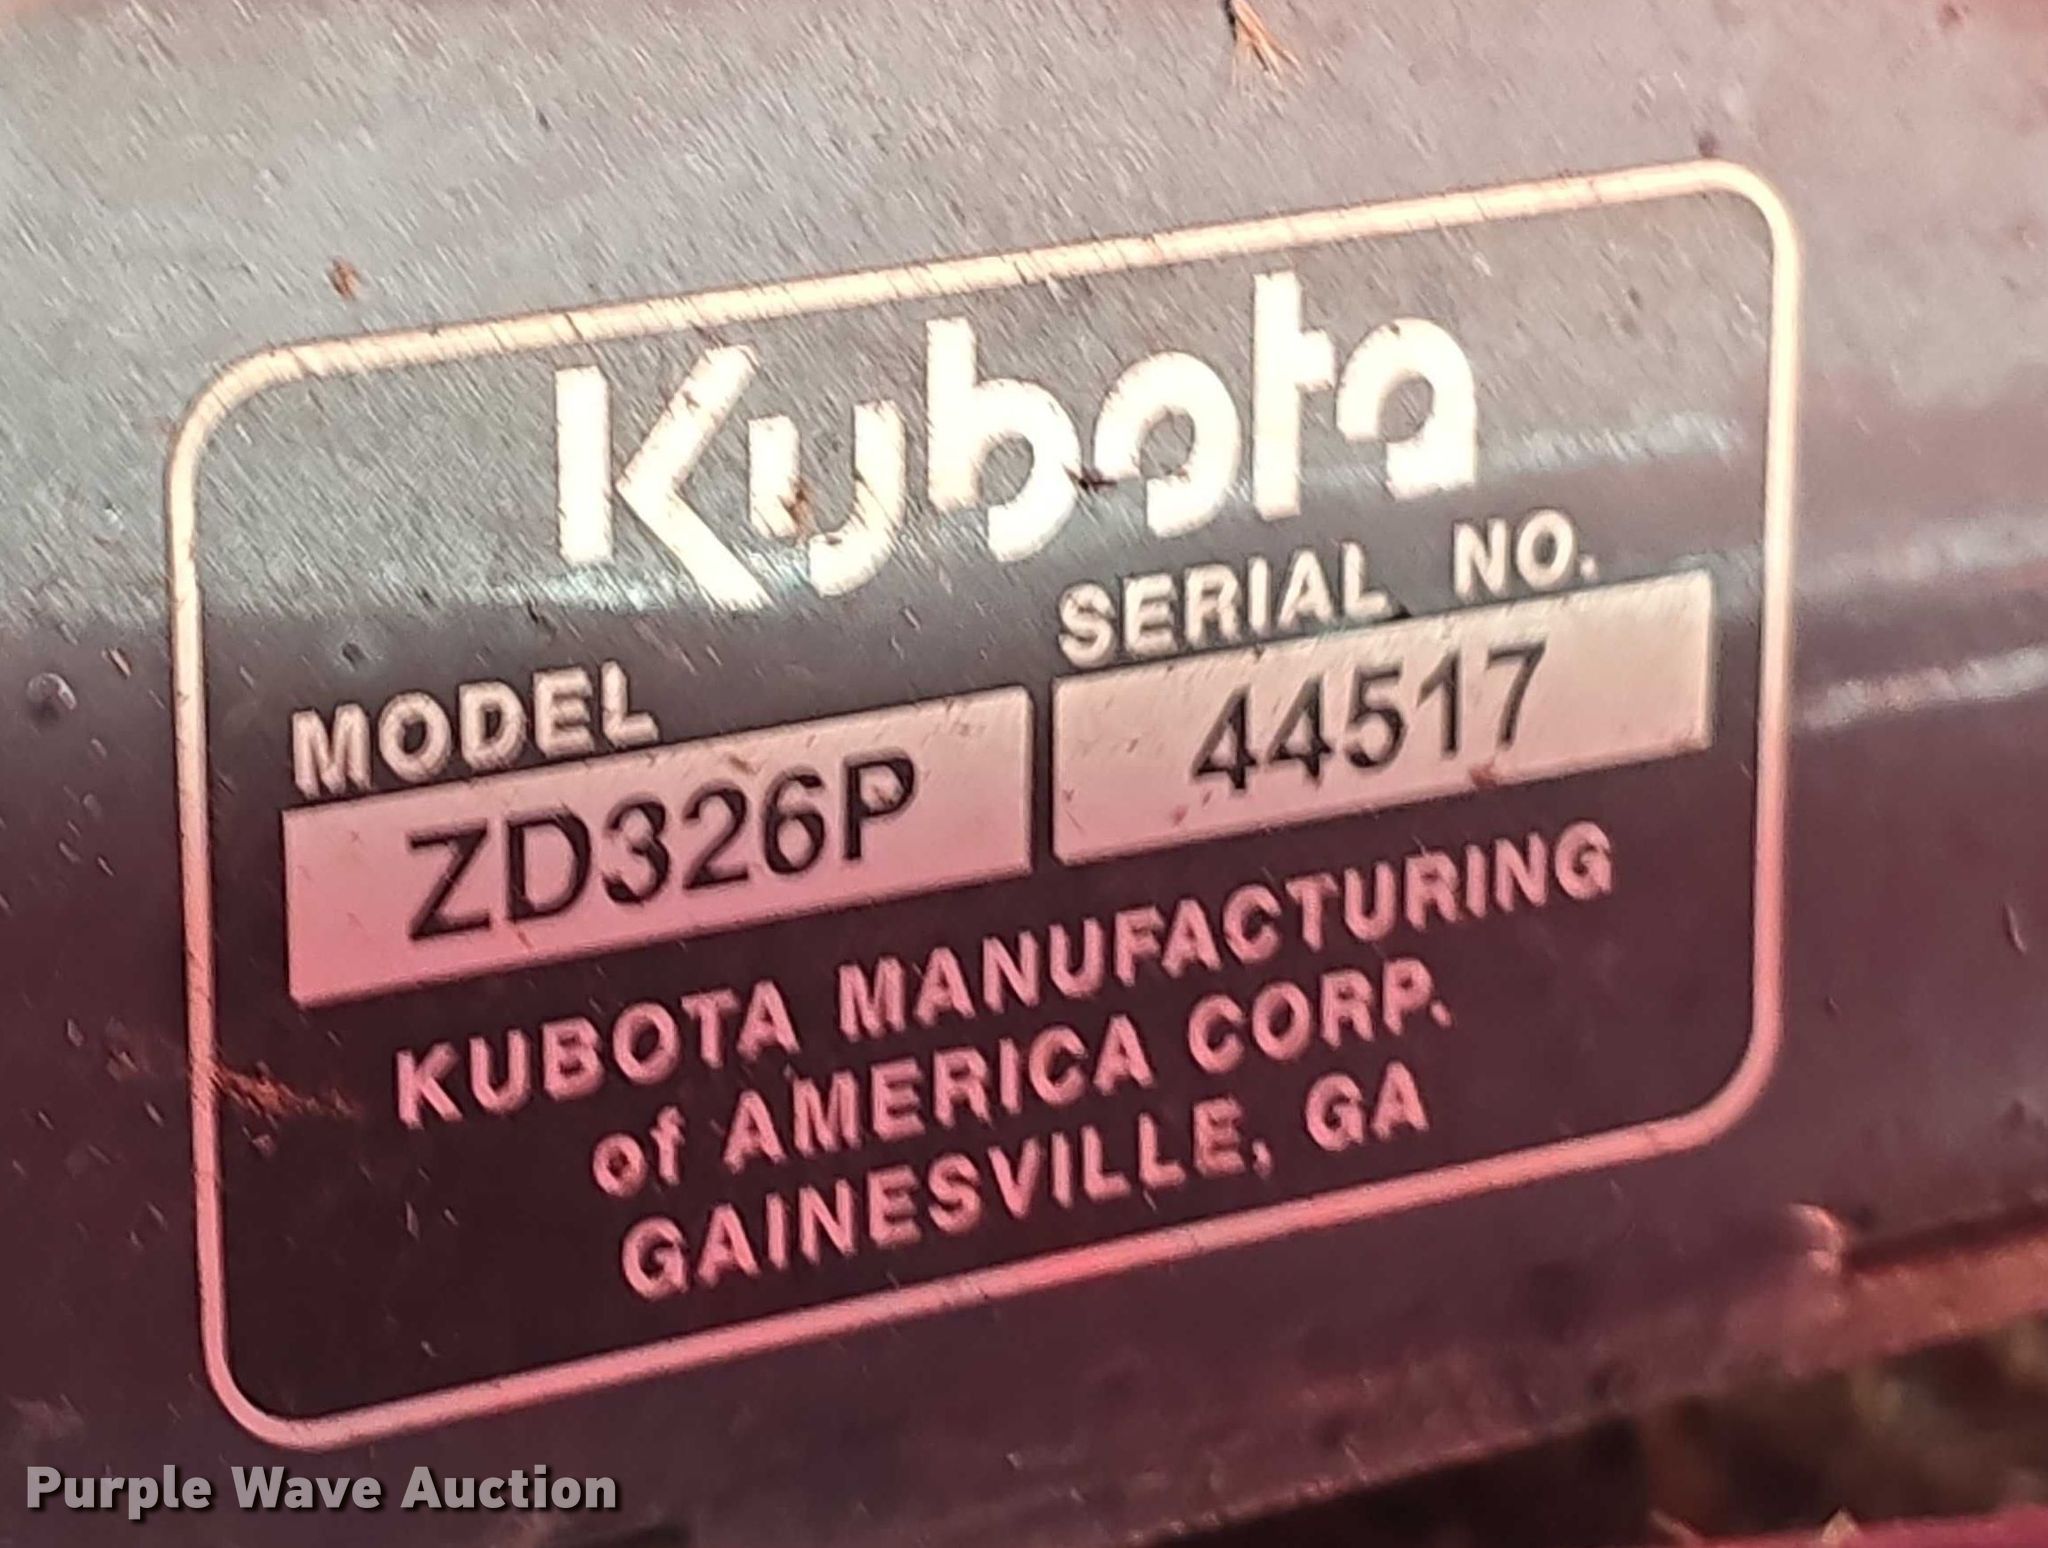 Kubota
MODEL
SERIAL NO.
ZD326P
44517
KUBOTA MANUFACTURING
of AMERICA CORP.
GAINESVILLE, GA
Purple Wave Auction